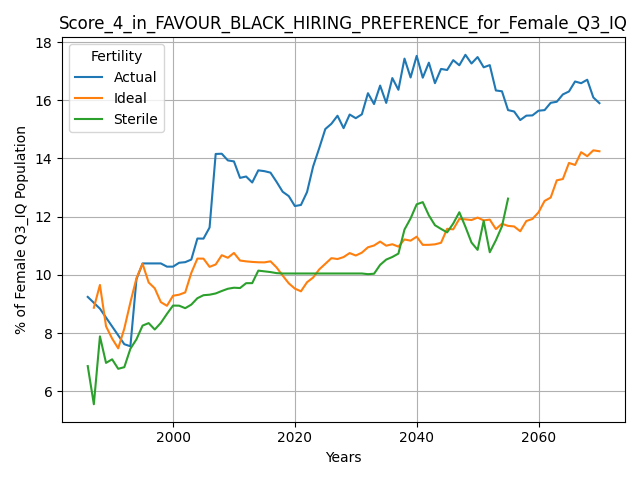 Score_4_in_FAVOUR_BLACK_HIRING_PREFERENCE_for_Female_Q3_IQ
Fertility
Actual
Ideal
Sterile
% of Female Q3_IQ Population
18
16
14
12
10
8
6
2000
2020
2040
2060
Years